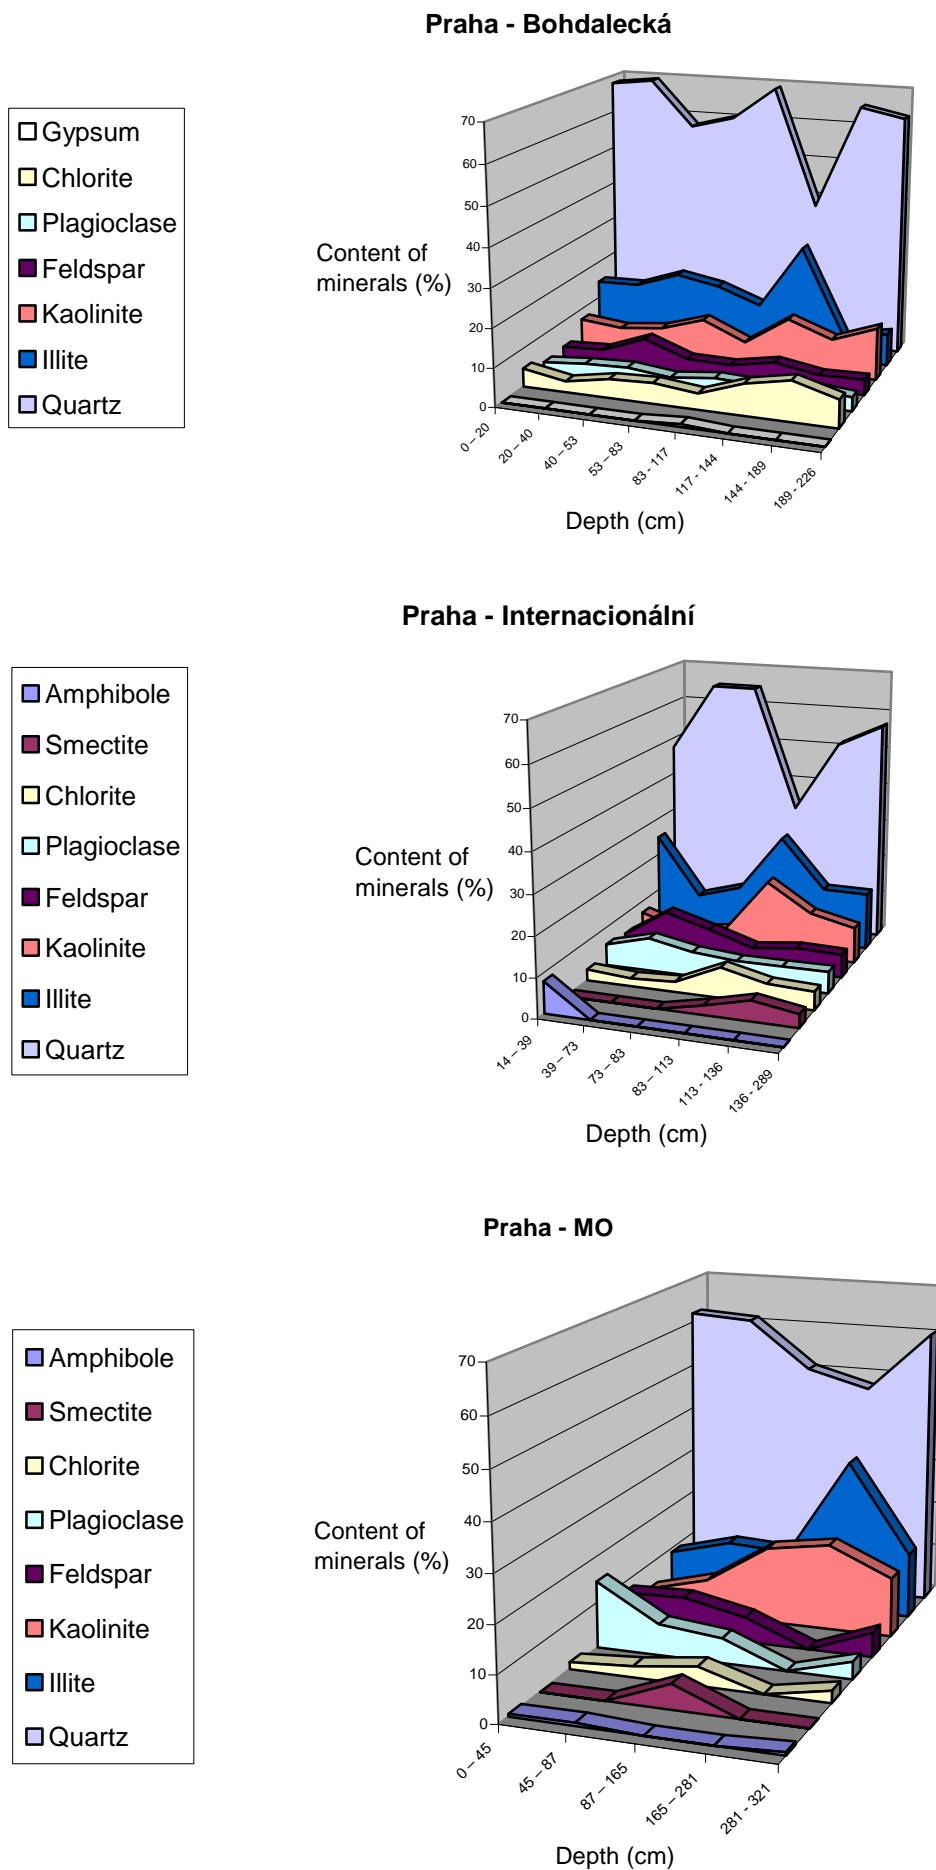 Praha - Bohdalecká
Gypsum
Chlorite
Plagioclase
Feldspar
Kaolinite
Illite
Quartz
Content of
minerals (%)
70
60
50
40
30
20
10
0
0 – 20
20 – 40
40 – 53
53 – 83
83 - 117
117 - 144
144 - 189
189 - 226
Depth (cm)
Praha - Internacionální
Amphibole
Smectite
Chlorite
Plagioclase
Feldspar
Kaolinite
Illite
Quartz
Content of
minerals (%)
70
60
50
40
30
20
10
0
14 – 39
39 – 73
73 – 83
83 – 113
113 - 136
136 - 289
Depth (cm)
Praha - MO
Amphibole
Smectite
Chlorite
Plagioclase
Feldspar
Kaolinite
Illite
Quartz
Content of
minerals (%)
70
60
50
40
30
20
10
0
0 – 45
45 – 87
87 – 165
165 – 281
281 - 321
Depth (cm)